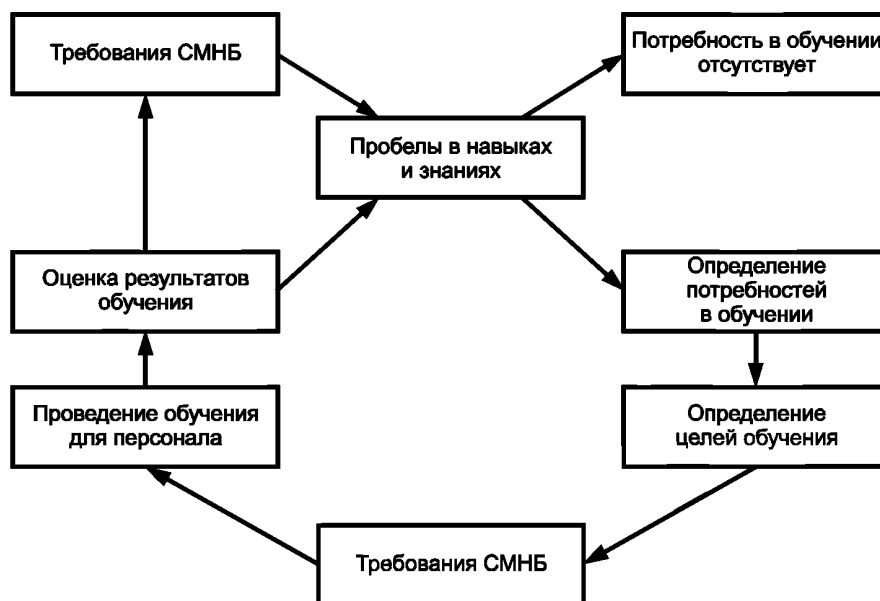 Требования СМНБ
Потребность в обучении
отсутствует
Пробелы в навыках
и знаниях
Оценка результатов
обучения
Определение
потребностей
в обучении
Проведение обучения
для персонала
Определение
целей обучения
Требования СМНБ